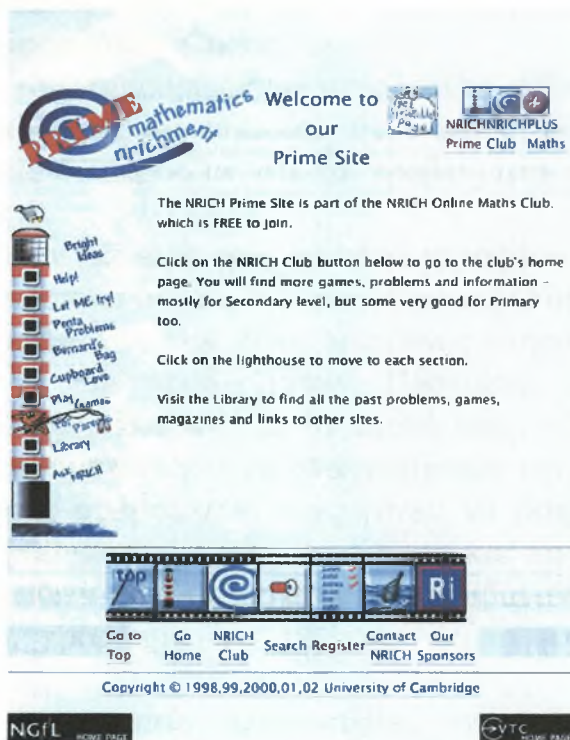 PRIME
mathematics
nrichment
Welcome to
our
Prime Site
NRICHNRICHPLUS
Prime Club Maths
The NRICH Prime Site is part of the NRICH Online Maths Club.
which is FREE to join.
Click on the NRICH Club button below to go to the club's home
page. You will find more games, problems and information –
mostly for Secondary level, but some very good for Primary
too.
Click on the lighthouse to move to each section.
Visit the Library to find all the past problems, games,
magazines and links to other sites.
Bright
Ideas
Help!
Let ME try!
Penta
Problems
Bernard's
Bag
Cupboard
Love
Play Games
Library
Ask NRICH
top
Ri
Go to
Top
Go
Home
NRICH
Club
Search
Register
Contact
NRICH
Our
Sponsors
Copyright © 1998,99,2000,01,02 University of Cambridge
NGfL HOME PAGE
VTC HOME PAGE